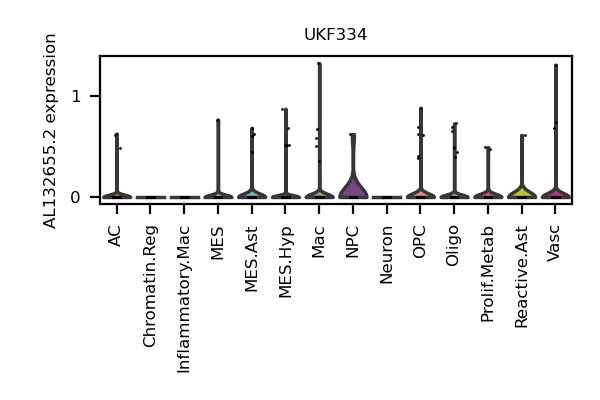 UKF334
AL132655.2 expression
1
0
AC
Chromatin.Reg
Inflammatory.Mac
MES
MES.Ast
MES.Hyp
Mac
NPC
Neuron
OPC
Oligo
Prolif.Metab
Reactive.Ast
Vasc